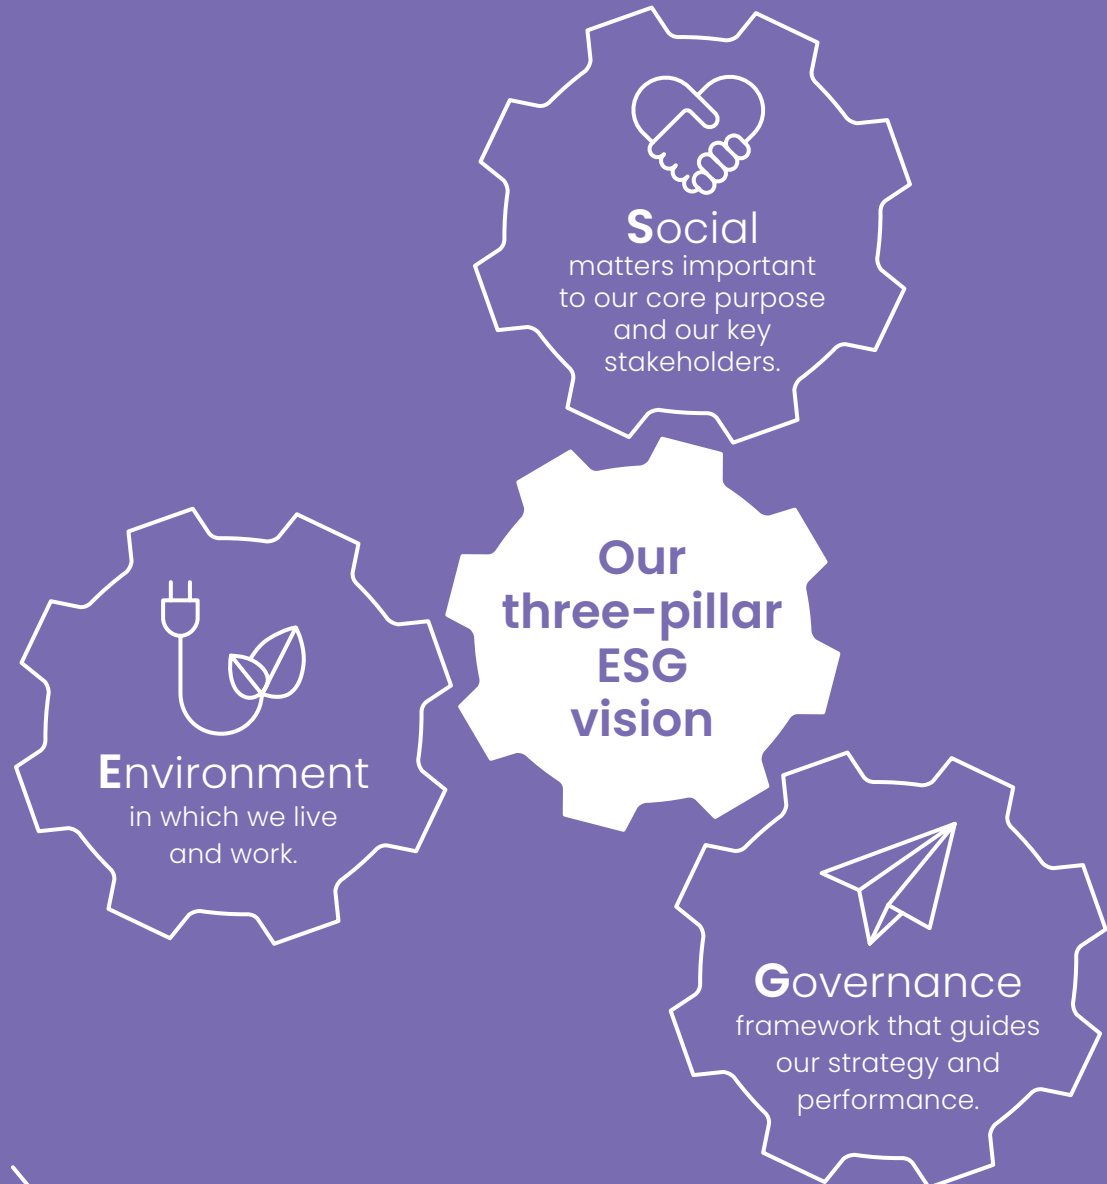 Social
matters important
to our core purpose
and our key
stakeholders.
Our
three-pillar
ESG
vision
Environment
in which we live
and work.
Governance
framework that guides
our strategy and
performance.